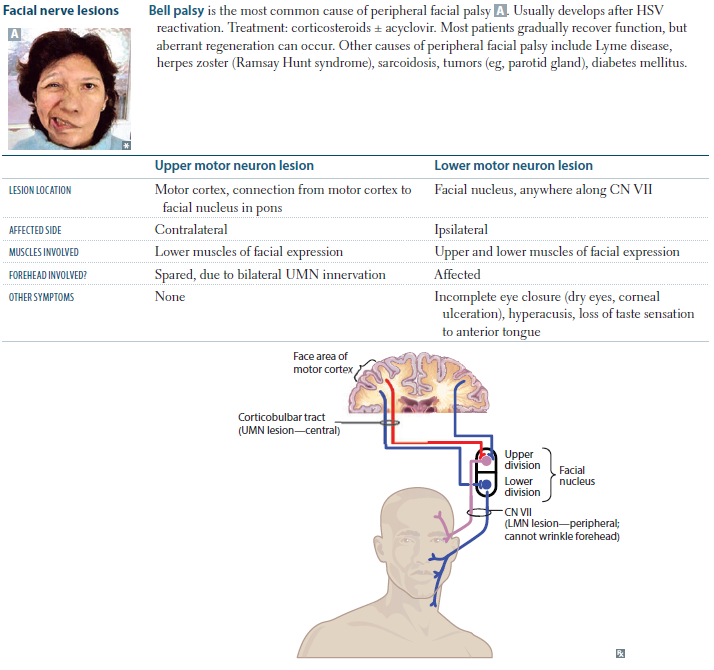 Facial nerve lesions
Bell palsy is the most common cause of peripheral facial palsy A. Usually develops after HSV
reactivation. Treatment: corticosteroids ± acyclovir. Most patients gradually recover function, but
aberrant regeneration can occur. Other causes of peripheral facial palsy include Lyme disease,
herpes zoster (Ramsay Hunt syndrome), sarcoidosis, tumors (eg, parotid gland), diabetes mellitus.
A
Upper motor neuron lesion
Lower motor neuron lesion
LESION LOCATION
Motor cortex, connection from motor cortex to
facial nucleus in pons
Facial nucleus, anywhere along CN VII
AFFECTED SIDE
Contralateral
Ipsilateral
MUSCLES INVOLVED
Lower muscles of facial expression
Upper and lower muscles of facial expression
FOREHEAD INVOLVED?
Spared, due to bilateral UMN innervation
Affected
OTHER SYMPTOMS
None
Incomplete eye closure (dry eyes, corneal
ulceration), hyperacusis, loss of taste sensation
to anterior tongue
Face area of
motor cortex
Corticobulbar tract
(UMN lesion—central)
Upper
division
Lower
division
Facial
nucleus
CN VII
(LMN lesion—peripheral;
cannot wrinkle forehead)